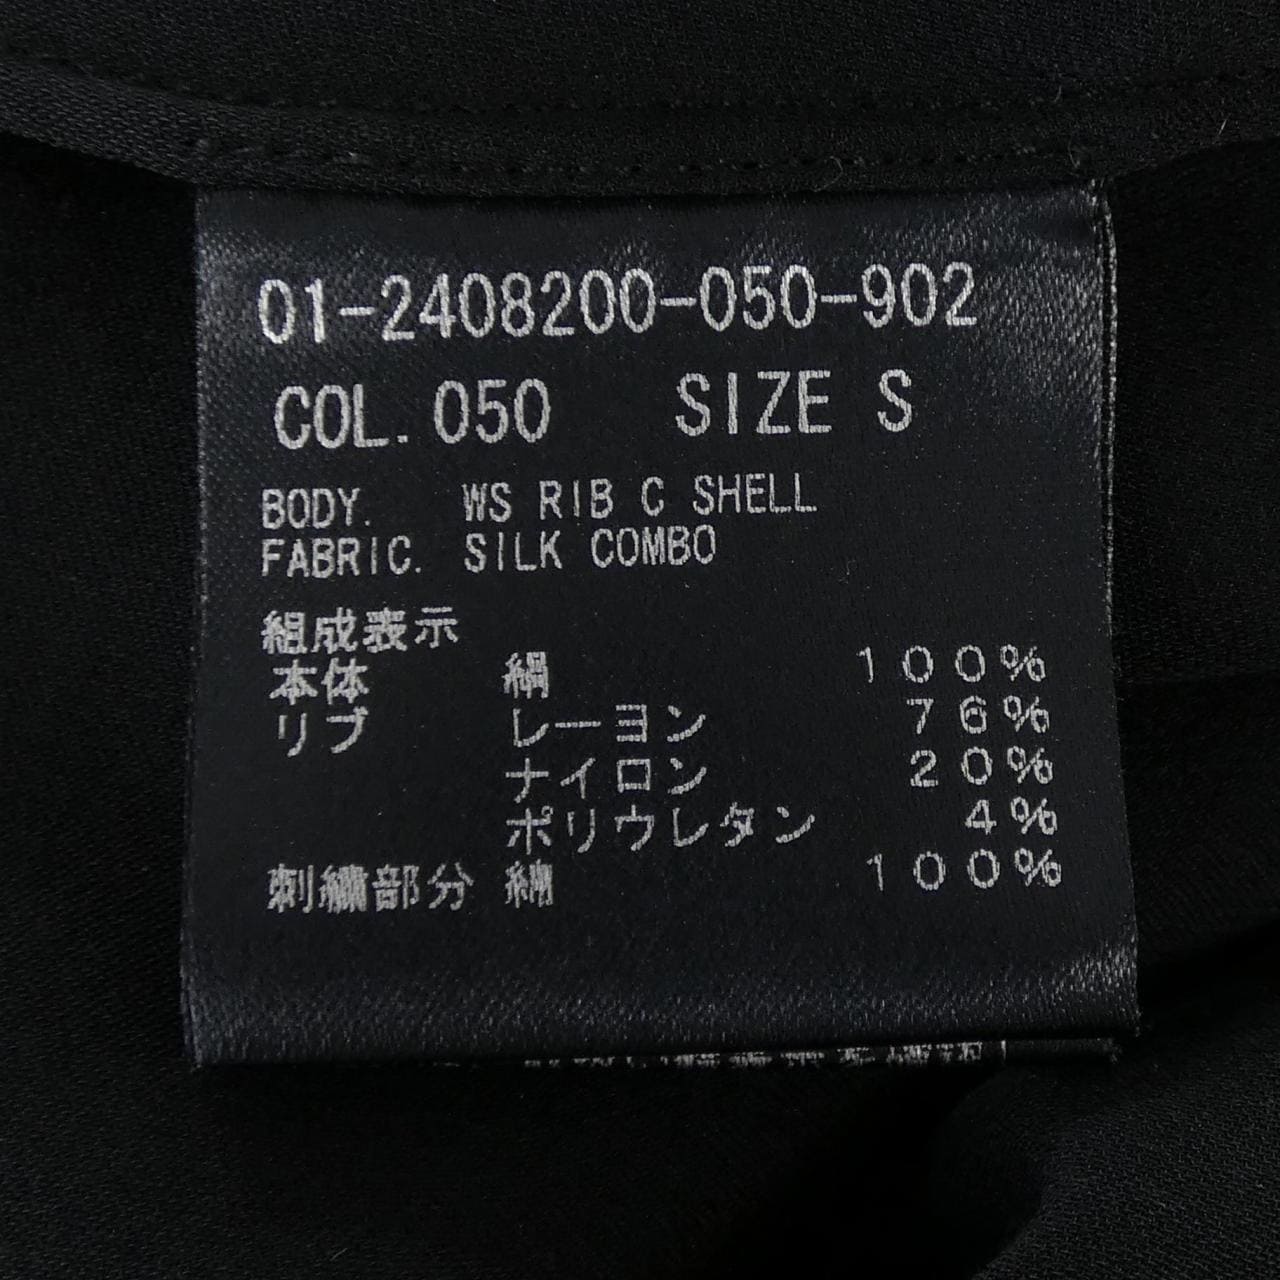 01-2408200-050-902
COL. 050 SIZE S
BODY. WS RIB C SHELL
FABRIC. SILK COMBO
組成表示
本体 絹 100%
リブ レーヨン 76%
ナイロン 20%
ポリウレタン 4%
刺繍部分 絹 100%